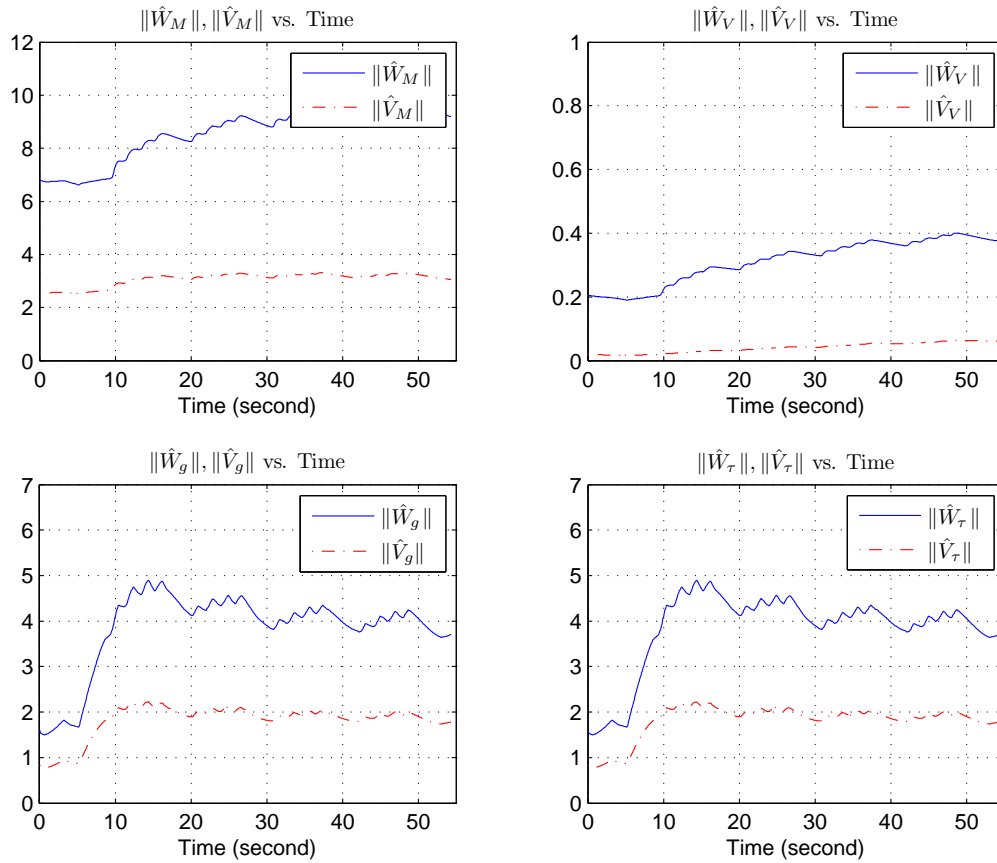 ‖Ŵ_M‖, ‖V̂_M‖ vs. Time
12
10
8
6
4
2
0
‖Ŵ_M‖
‖V̂_M‖
0 10 20 30 40 50
Time (second)
‖Ŵ_V‖, ‖V̂_V‖ vs. Time
1
0.8
0.6
0.4
0.2
0
‖Ŵ_V‖
‖V̂_V‖
0 10 20 30 40 50
Time (second)
‖Ŵ_g‖, ‖V̂_g‖ vs. Time
7
6
5
4
3
2
1
0
‖Ŵ_g‖
‖V̂_g‖
0 10 20 30 40 50
Time (second)
‖Ŵ_τ‖, ‖V̂_τ‖ vs. Time
7
6
5
4
3
2
1
0
‖Ŵ_τ‖
‖V̂_τ‖
0 10 20 30 40 50
Time (second)